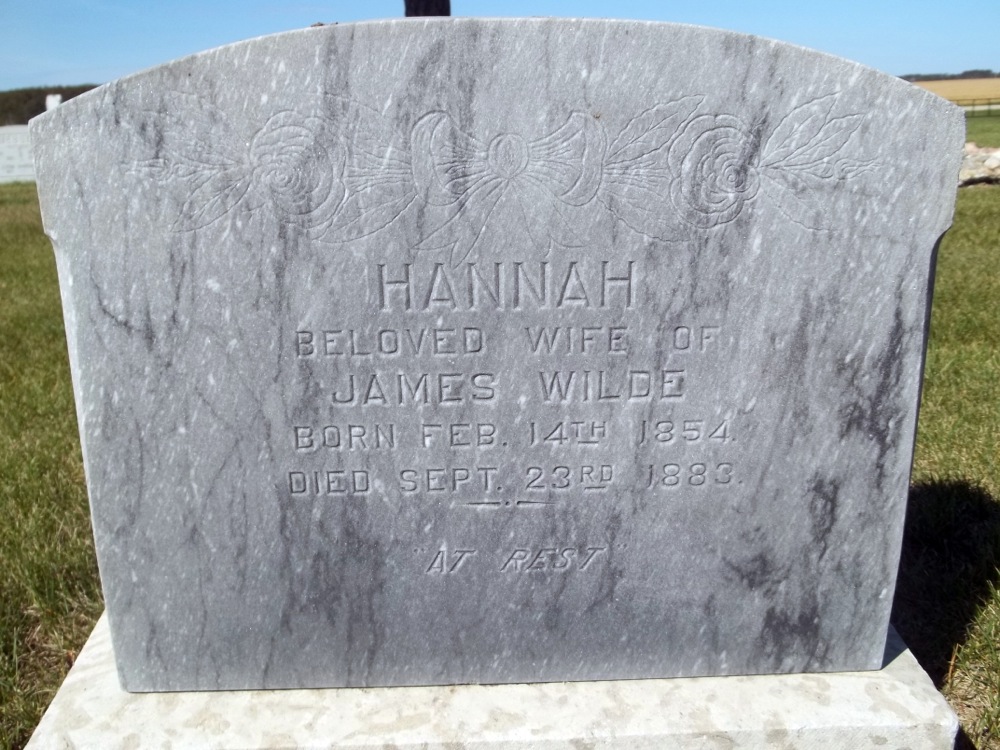 HANNAH
BELOVED WIFE OF
JAMES WILDE
BORN FEB. 14TH 1854.
DIED SEPT. 23RD 1883.
"AT REST"